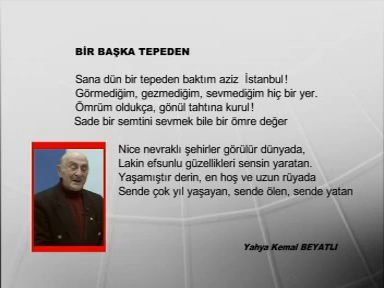 BİR BAŞKA TEPEDEN
Sana dün bir tepeden baktım aziz İstanbul!
Görmediğim, gezmediğim, sevmediğim hiç bir yer.
Ömrüm oldukça, gönül tahtına kurul!
Sade bir semtini sevmek bile bir ömre değer
Nice nevraklı şehirler görülür dünyada,
Lakin efsunlu güzellikleri sensin yaratan.
Yaşamıştır derin, en hoş ve uzun rüyada
Sende çok yıl yaşayan, sende ölen, sende yatan
Yahya Kemal BEYATLI